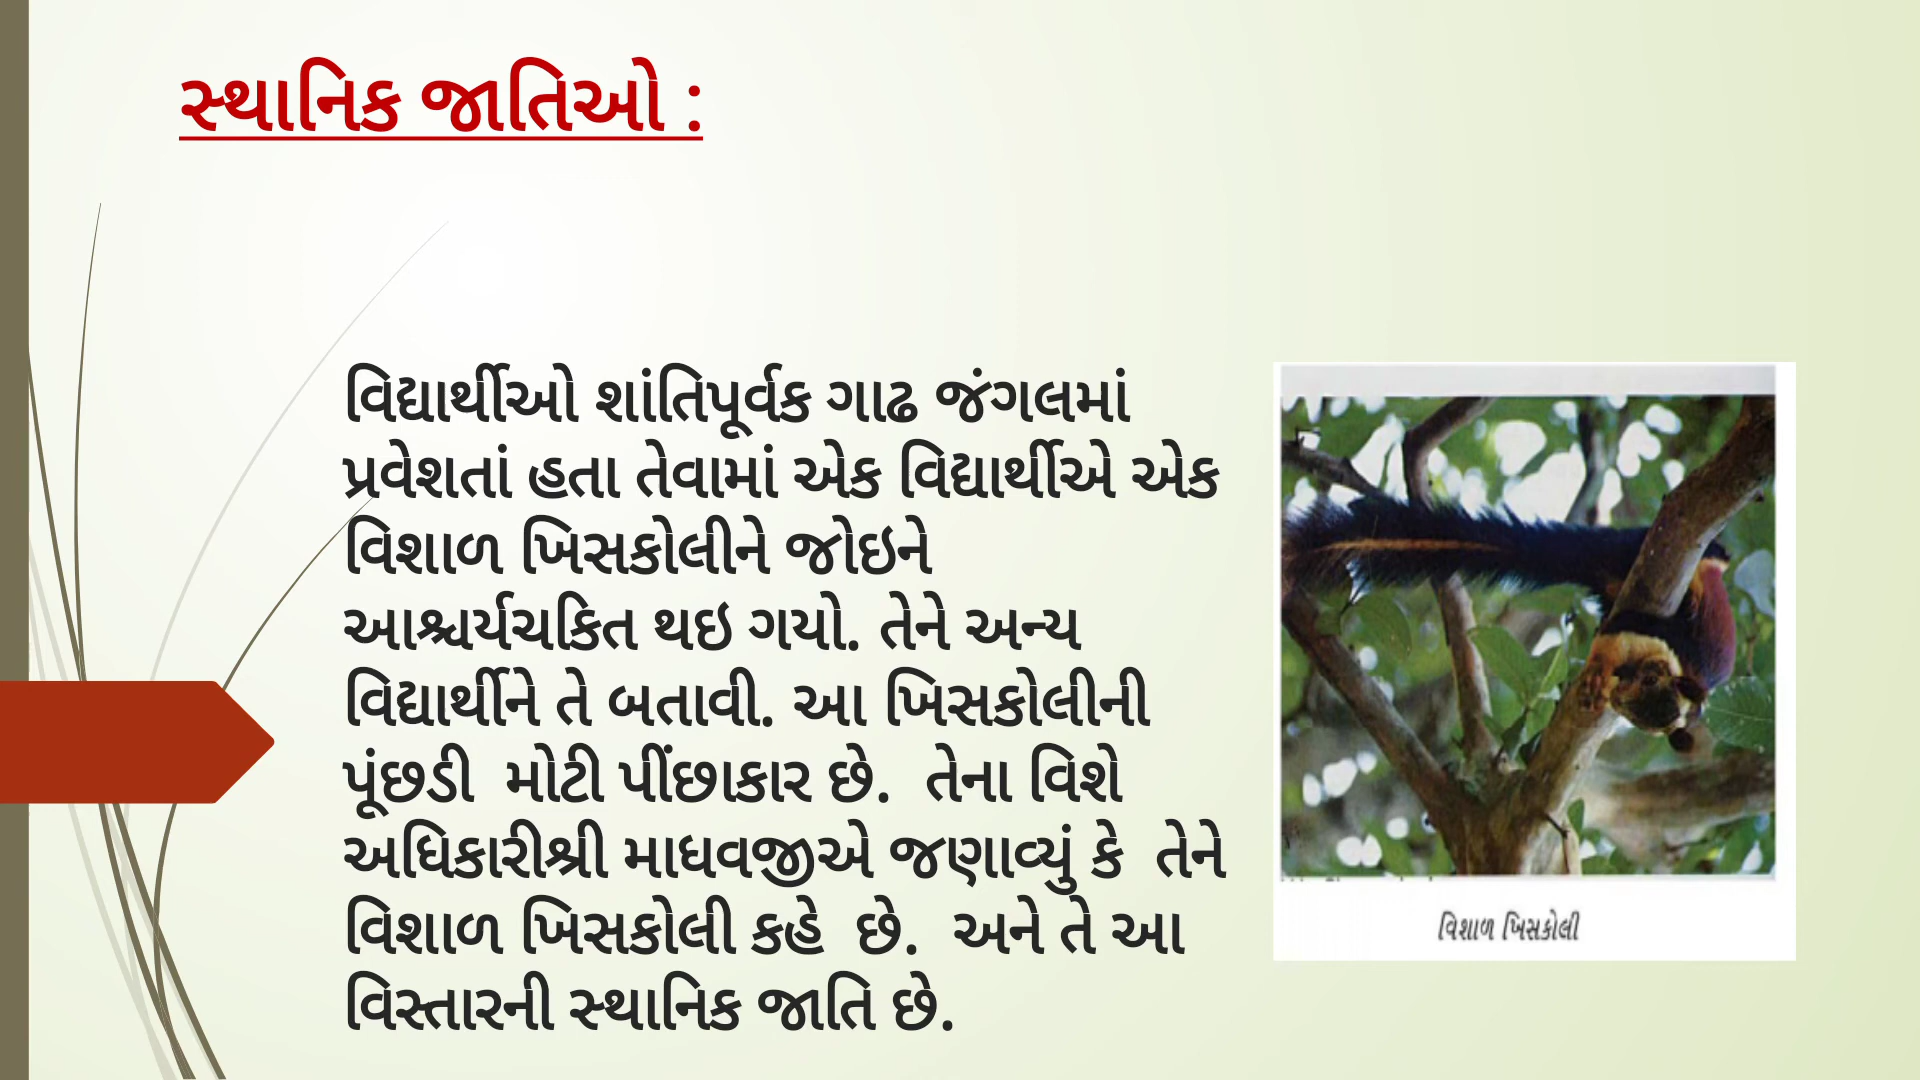 સ્થાનિક જાતિઓ :
વિદ્યાર્થીઓ શાંતિપૂર્વક ગાઢ જંગલમાં
પ્રવેશતાં હતા તેવામાં એક વિદ્યાર્થીએ એક
વિશાળ ખિસકોલીને જોઇને
આશ્ચર્યચકિત થઇ ગયો. તેને અન્ય
વિદ્યાર્થીને તે બતાવી. આ ખિસકોલીની
પૂંછડી મોટી પીંછાકાર છે. તેના વિશે
અધિકારીશ્રી માધવજીએ જણાવ્યું કે તેને
વિશાળ ખિસકોલી કહે છે. અને તે આ
વિસ્તારની સ્થાનિક જાતિ છે.
વિશાળ ખિસકોલી